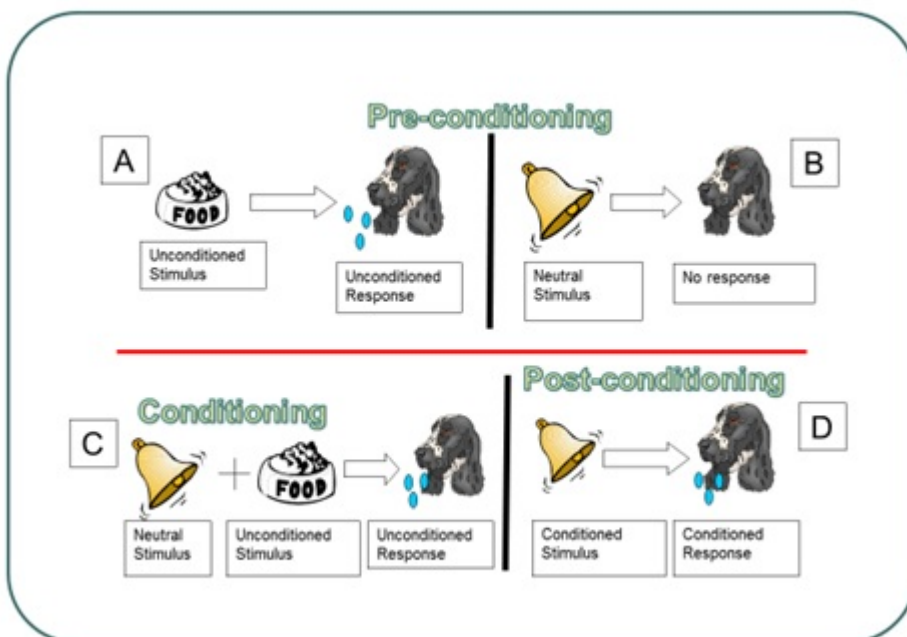 Pre-conditioning
A
FOOD
Unconditioned
Stimulus
Unconditioned
Response
B
Neutral
Stimulus
No response
Conditioning
C
FOOD
Neutral
Stimulus
Unconditioned
Stimulus
Unconditioned
Response
Post-conditioning
D
Conditioned
Stimulus
Conditioned
Response